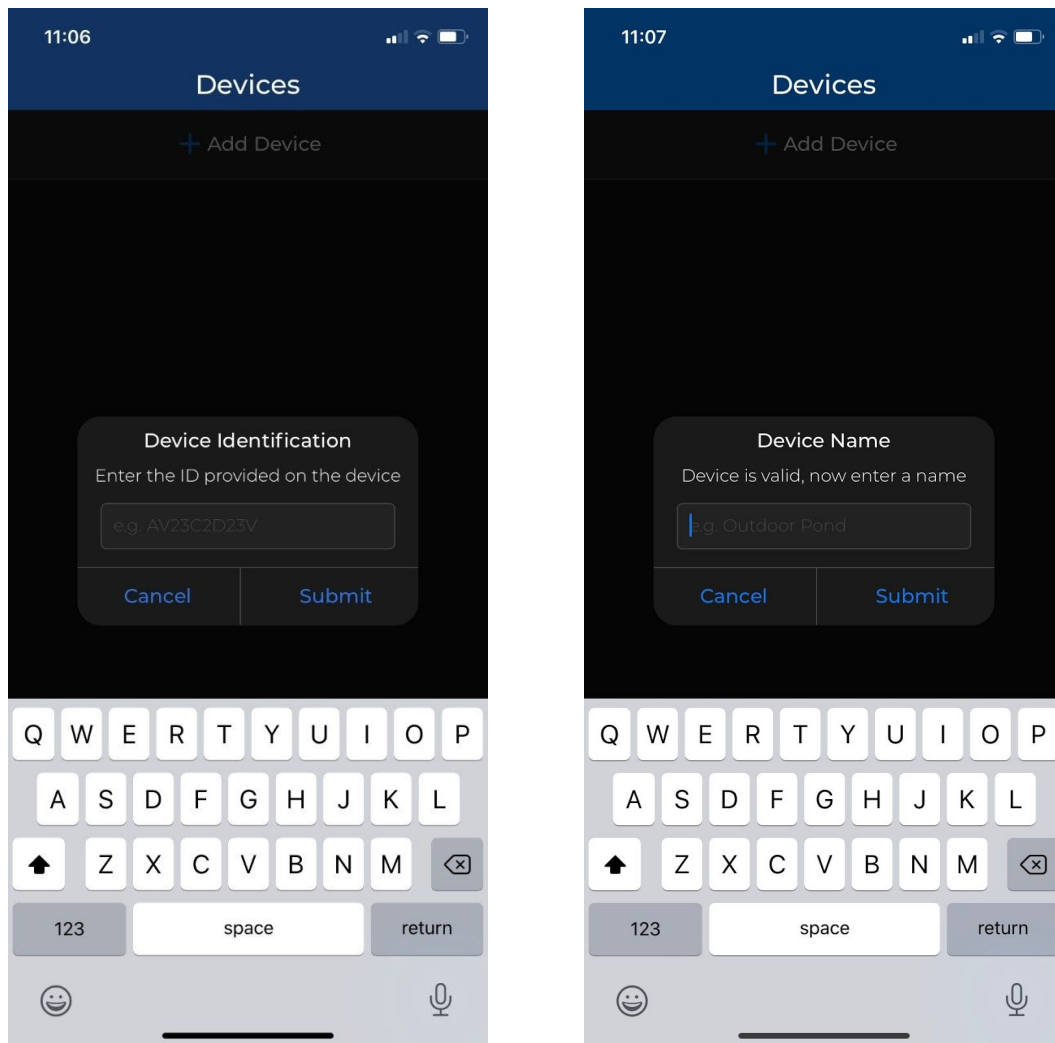 11:06
Devices
+ Add Device
Device Identification
Enter the ID provided on the device
e.g. AV23C2D23V
Cancel Submit
Q W E R T Y U I O P
A S D F G H J K L
Z X C V B N M
123 space return
11:07
Devices
+ Add Device
Device Name
Device is valid, now enter a name
e.g. Outdoor Pond
Cancel Submit
Q W E R T Y U I O P
A S D F G H J K L
Z X C V B N M
123 space return